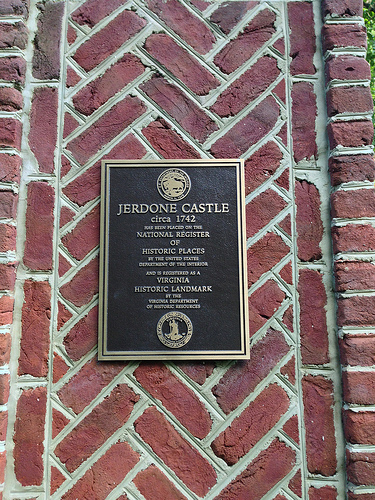 JERDONE CASTLE
circa 1742
HAS BEEN PLACED ON THE
NATIONAL REGISTER
OF
HISTORIC PLACES
BY THE UNITED STATES
DEPARTMENT OF THE INTERIOR
AND IS REGISTERED AS A
VIRGINIA
HISTORIC LANDMARK
BY THE
VIRGINIA DEPARTMENT
OF HISTORIC RESOURCES